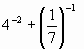 4⁻² + (1/7)⁻¹